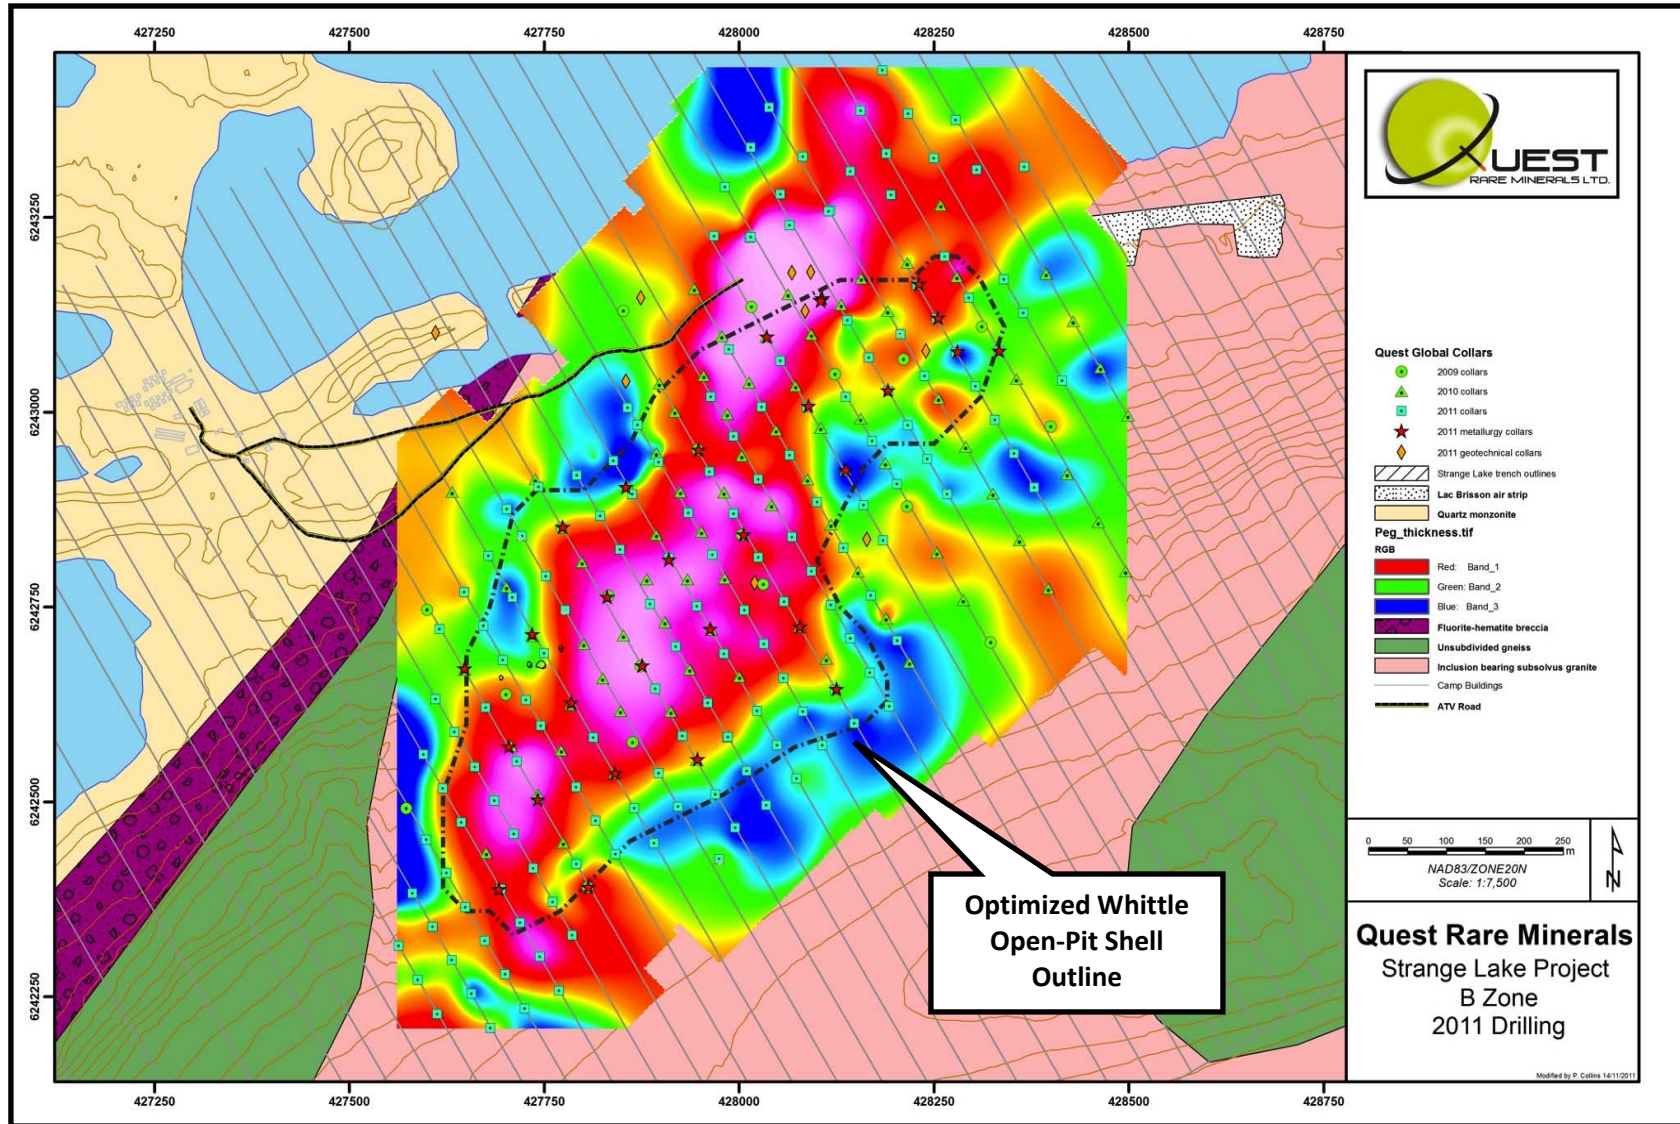 427250 427500 427750 428000 428250 428500 428750
6243250
6243000
6242750
6242500
6242250
427250 427500 427750 428000 428250 428500 428750
Optimized Whittle
Open-Pit Shell
Outline
QUEST
RARE MINERALS LTD.
Quest Global Collars
2009 collars
2010 collars
2011 collars
2011 metallurgy collars
2011 geotechnical collars
Strange Lake trench outlines
Lac Brisson air strip
Quartz monzonite
Peg_thickness.tif
RGB
Red: Band_1
Green: Band_2
Blue: Band_3
Fluorite-hematite breccia
Unsubdivided gneiss
Inclusion bearing subsolvus granite
Camp Buildings
ATV Road
0 50 100 150 200 250
m
NAD83/ZONE20N
Scale: 1:7,500
N
Quest Rare Minerals
Strange Lake Project
B Zone
2011 Drilling
Modified by P. Collins 14/11/2011